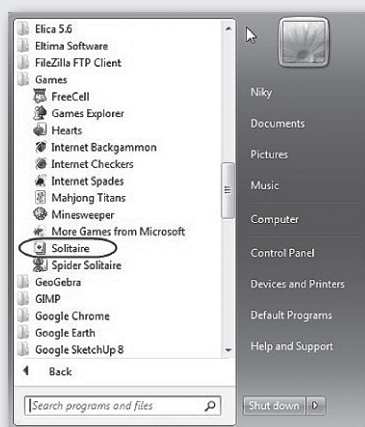 Elica 5.6
Eltima Software
FileZilla FTP Client
Games
FreeCell
Games Explorer
Hearts
Internet Backgammon
Internet Checkers
Internet Spades
Mahjong Titans
Minesweeper
More Games from Microsoft
Solitaire
Spider Solitaire
GeoGebra
GIMP
Google Chrome
Google Earth
Google SketchUp 8
Back
Search programs and files
Niky
Documents
Pictures
Music
Computer
Control Panel
Devices and Printers
Default Programs
Help and Support
Shut down